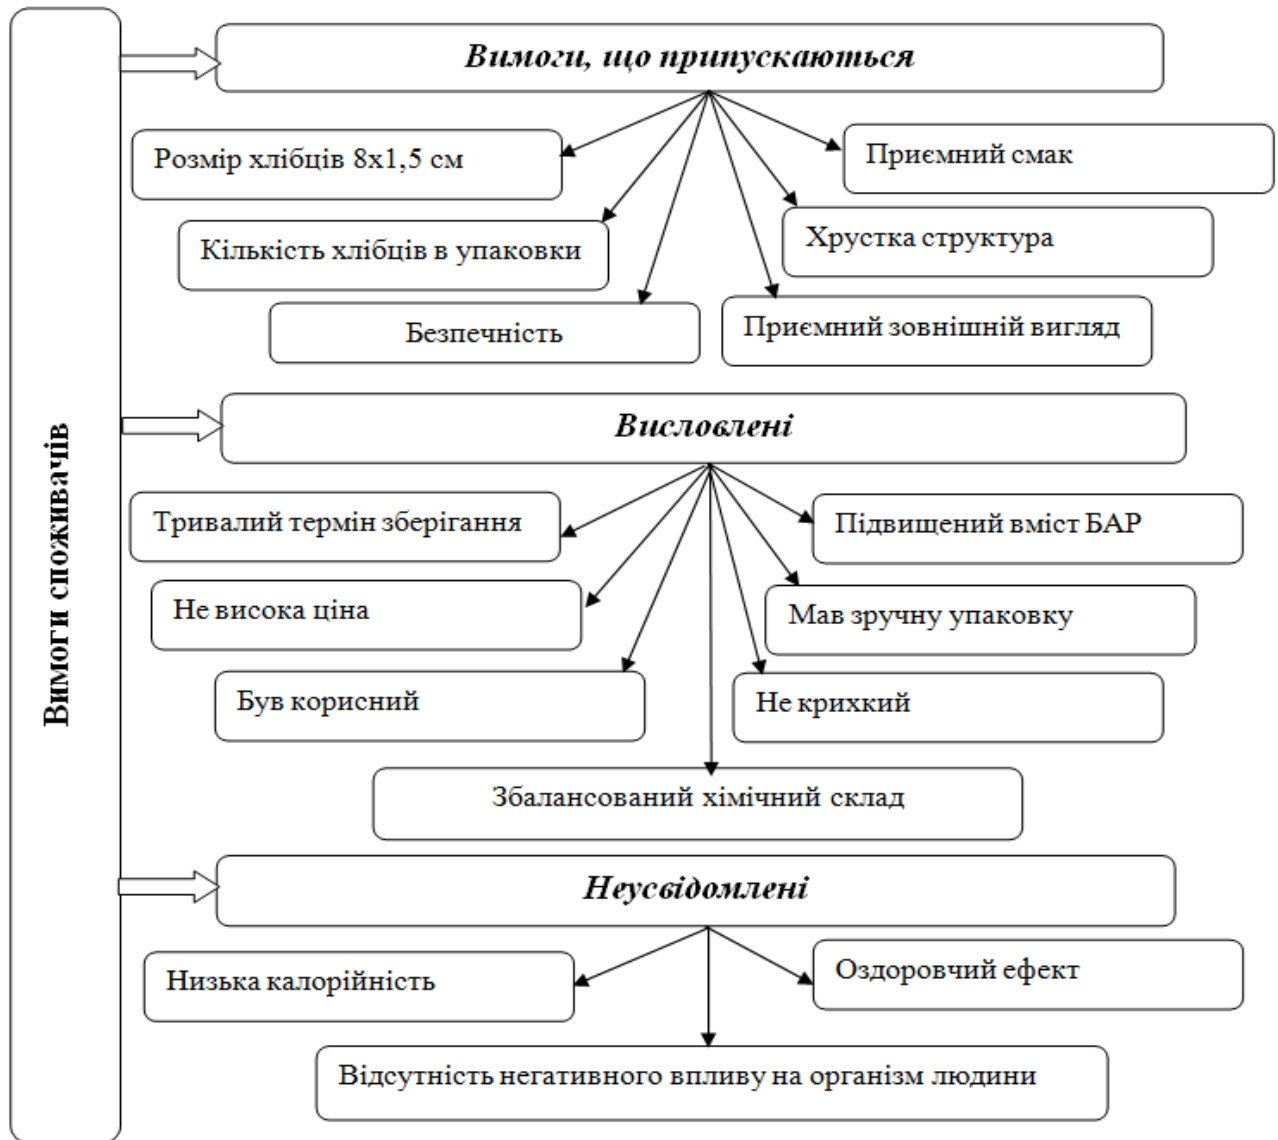 Вимоги споживачів
Вимоги, що припускаються
Розмір хлібців 8х1,5 см
Приємний смак
Кількість хлібців в упаковки
Хрустка структура
Безпечність
Приємний зовнішній вигляд
Висловлені
Тривалий термін зберігання
Підвищений вміст БАР
Не висока ціна
Мав зручну упаковку
Був корисний
Не крихкий
Збалансований хімічний склад
Неусвідомлені
Низька калорійність
Оздоровчий ефект
Відсутність негативного впливу на організм людини